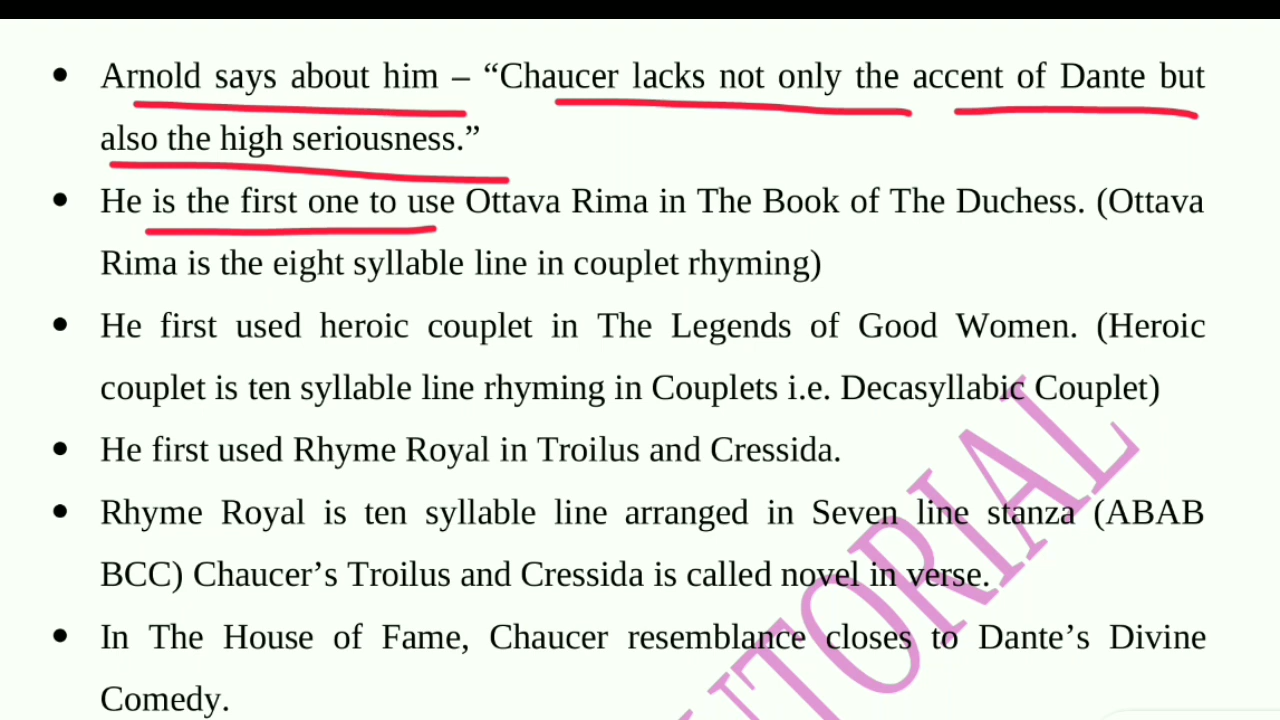 • Arnold says about him – “Chaucer lacks not only the accent of Dante but
also the high seriousness.”
• He is the first one to use Ottava Rima in The Book of The Duchess. (Ottava
Rima is the eight syllable line in couplet rhyming)
• He first used heroic couplet in The Legends of Good Women. (Heroic
couplet is ten syllable line rhyming in Couplets i.e. Decasyllabic Couplet)
• He first used Rhyme Royal in Troilus and Cressida.
• Rhyme Royal is ten syllable line arranged in Seven line stanza (ABAB
BCC) Chaucer’s Troilus and Cressida is called novel in verse.
• In The House of Fame, Chaucer resemblance closes to Dante’s Divine
Comedy.